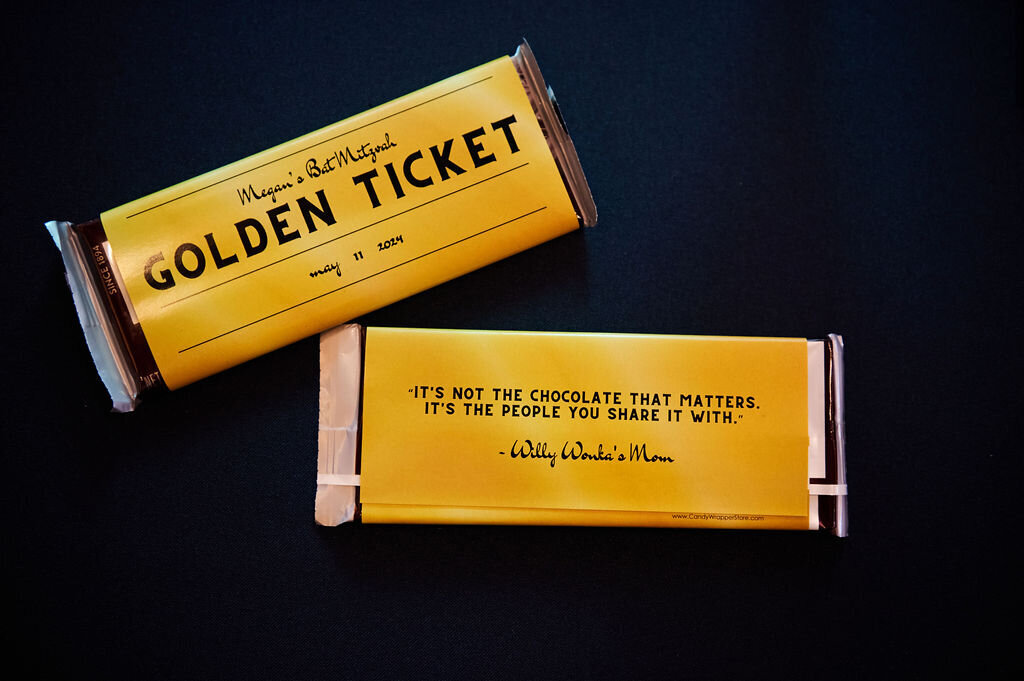 Megan's Bat Mitzvah
GOLDEN TICKET
may 11 2024
SINCE 1894
"IT'S NOT THE CHOCOLATE THAT MATTERS.
IT'S THE PEOPLE YOU SHARE IT WITH."
- Willy Wonka's Mom
www.CandyWrapperStore.com